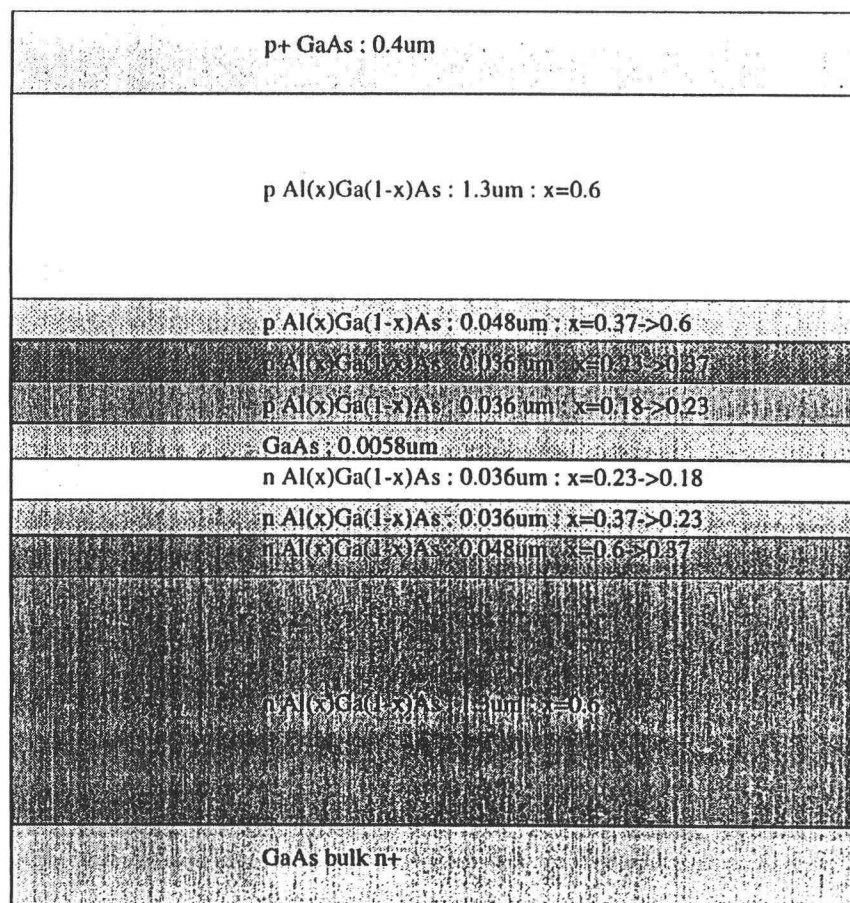 p+ GaAs : 0.4um
p Al(x)Ga(1-x)As : 1.3um : x=0.6
p Al(x)Ga(1-x)As : 0.048um : x=0.37->0.6
p Al(x)Ga(1-x)As : 0.036 um : x=0.23->0.37
p Al(x)Ga(1-x)As : 0.036 um : x=0.18->0.23
GaAs : 0.0058um
n Al(x)Ga(1-x)As : 0.036um : x=0.23->0.18
n Al(x)Ga(1-x)As : 0.036um : x=0.37->0.23
n Al(x)Ga(1-x)As : 0.048um : x=0.6->0.37
n Al(x)Ga(1-x)As : : x=0.6
GaAs bulk n+